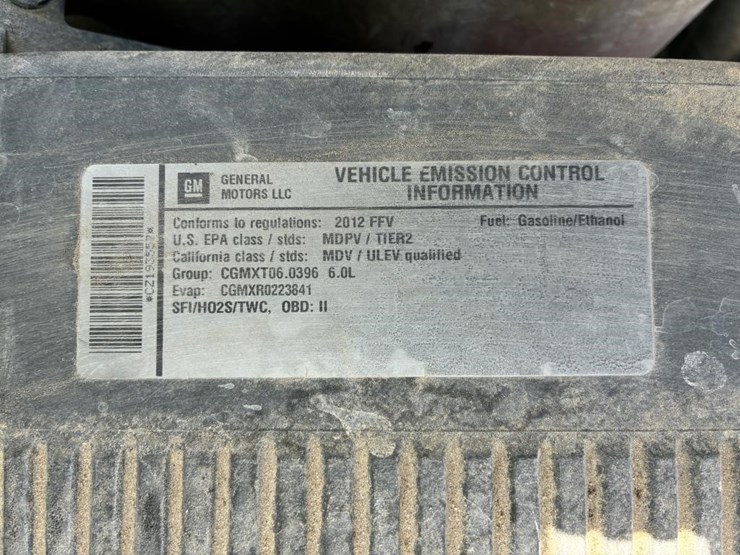 GM GENERAL MOTORS LLC
VEHICLE EMISSION CONTROL
INFORMATION
Conforms to regulations: 2012 FFV Fuel: Gasoline/Ethanol
U.S. EPA class / stds: MDPV / TIER2
California class / stds: MDV / ULEV qualified
Group: CGMXT06.0396 6.0L
Evap: CGMXR0223841
SFI/HO2S/TWC, OBD: II